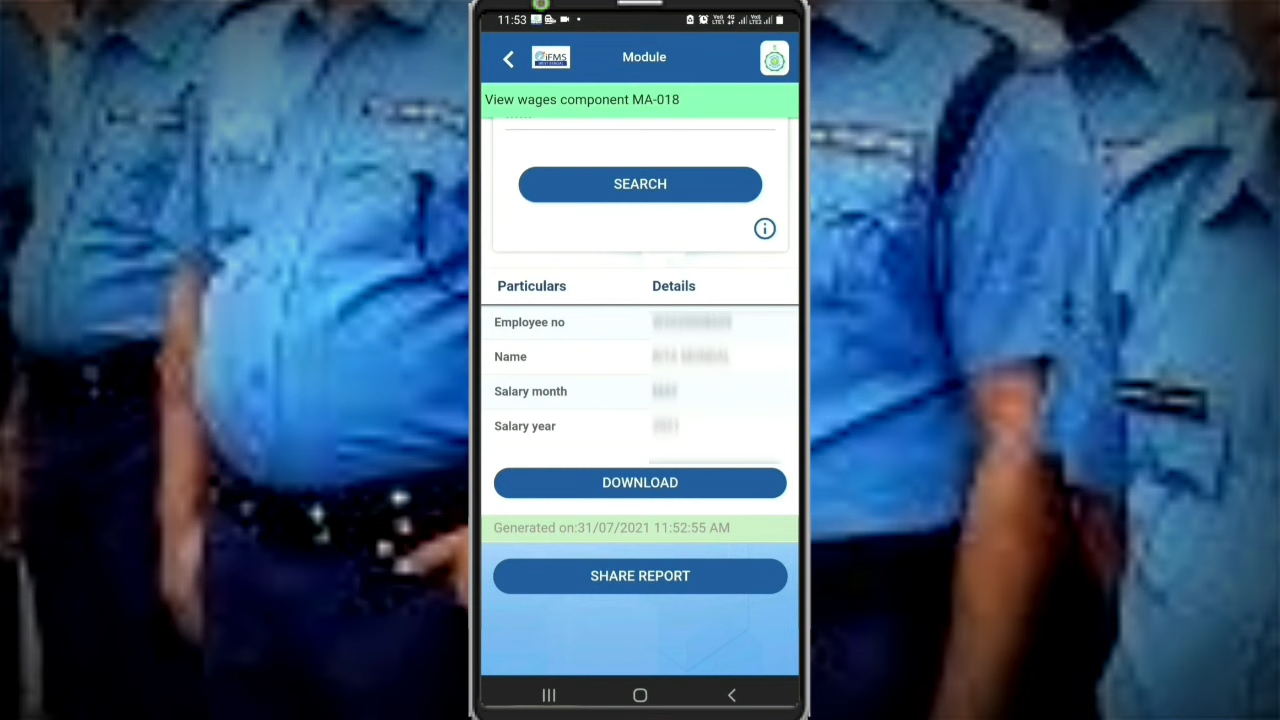 11:53
iFMS
Module
View wages component MA-018
SEARCH
Particulars Details
Employee no
Name
Salary month
Salary year
DOWNLOAD
Generated on:31/07/2021 11:52:55 AM
SHARE REPORT